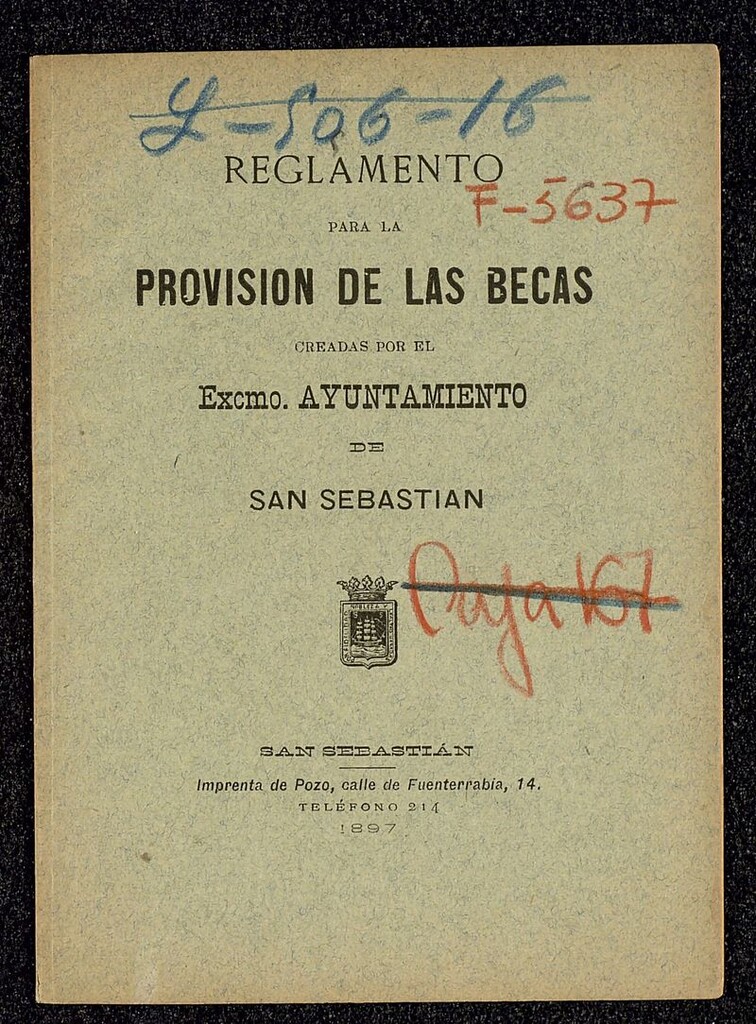 L-506-16
REGLAMENTO
F-5637
PARA LA
PROVISION DE LAS BECAS
CREADAS POR EL
Excmo. AYUNTAMIENTO
DE
SAN SEBASTIAN
Caja 167
SAN SEBASTIÁN
Imprenta de Pozo, calle de Fuenterrabía, 14.
TELÉFONO 214
1897